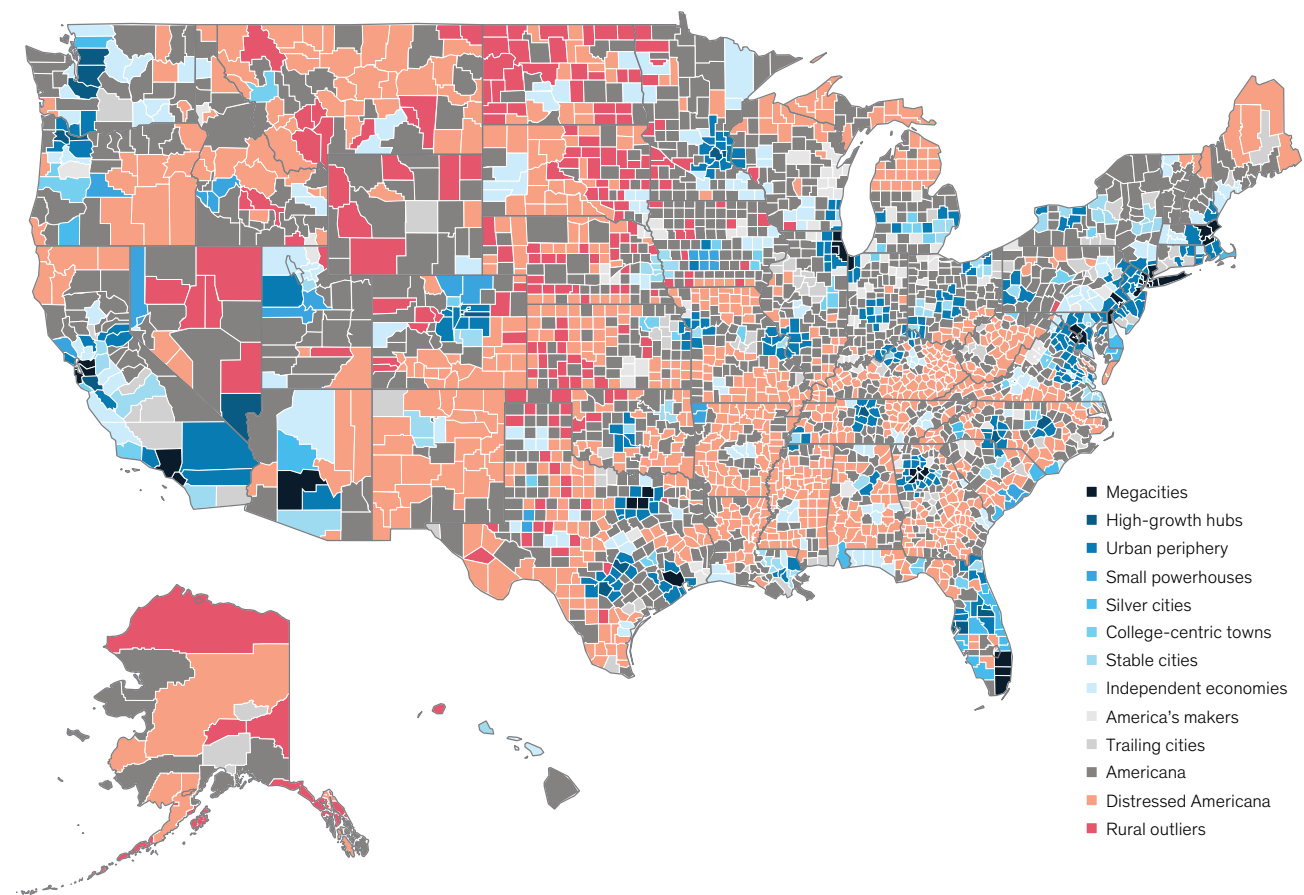 Megacities
High-growth hubs
Urban periphery
Small powerhouses
Silver cities
College-centric towns
Stable cities
Independent economies
America’s makers
Trailing cities
Americana
Distressed Americana
Rural outliers